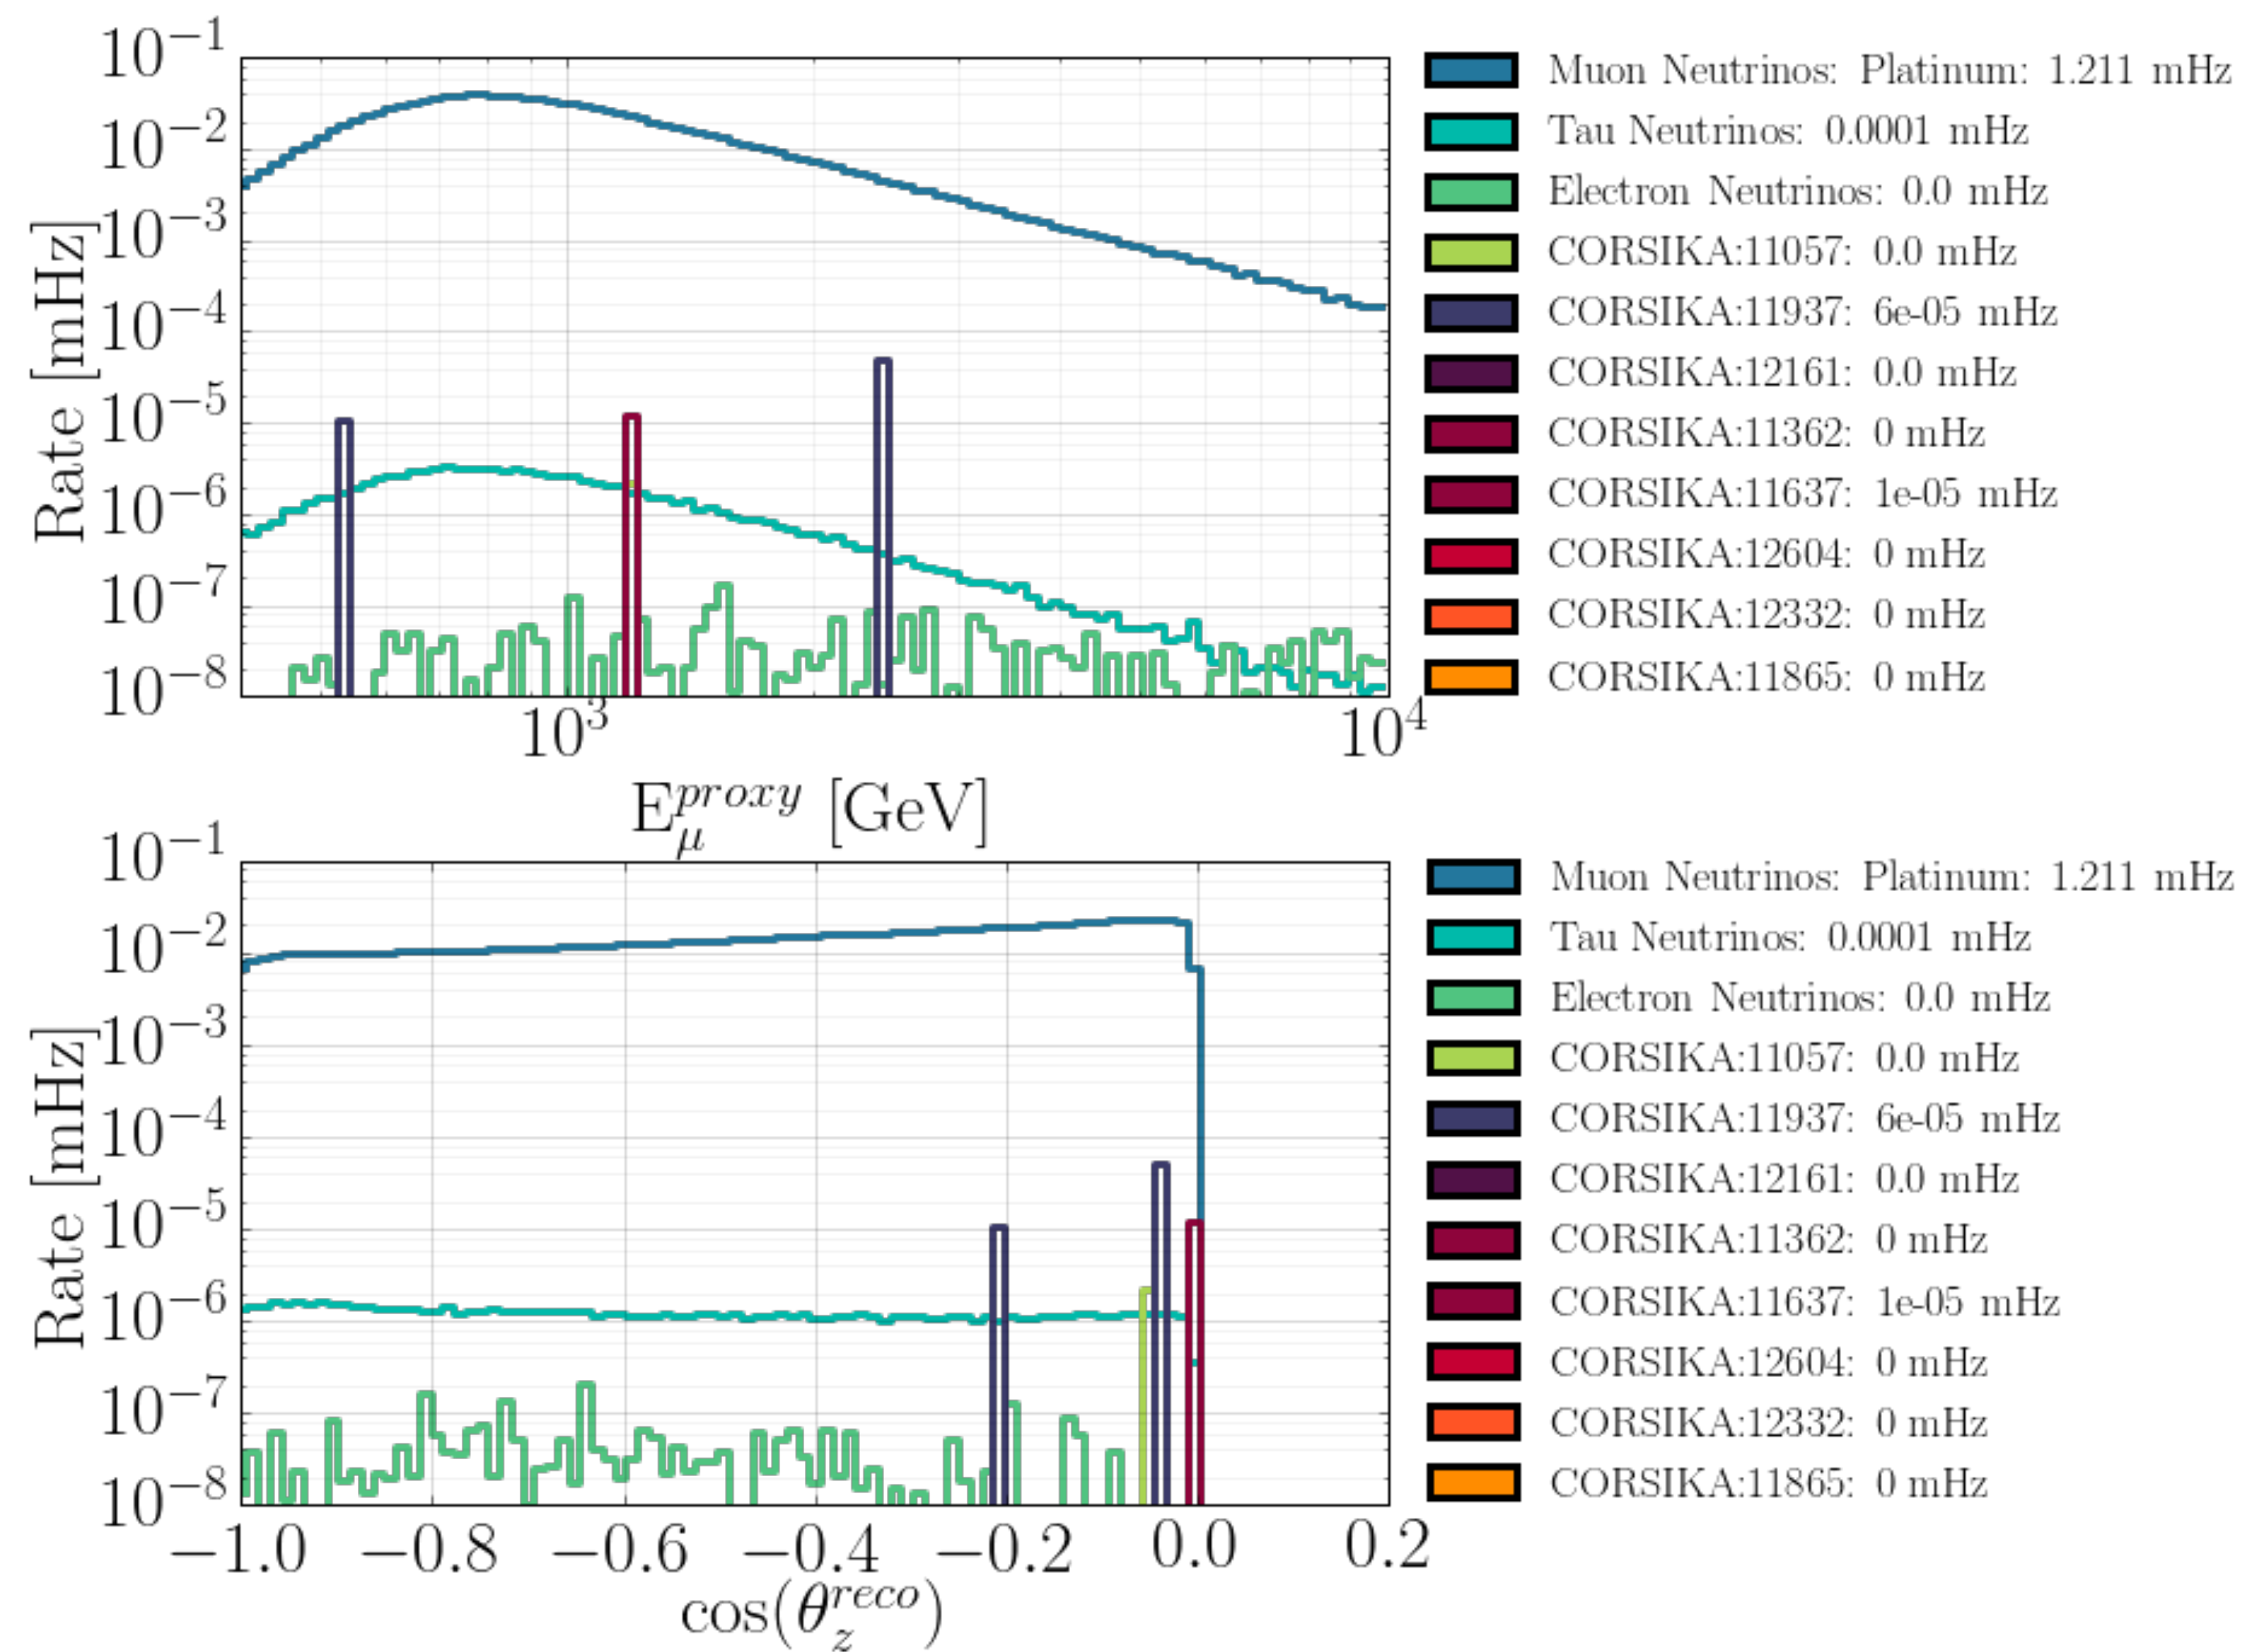 10^−1
10^−2
10^−3
10^−4
10^−5
10^−6
10^−7
10^−8
Rate [mHz]
10^3
10^4
E_μ^proxy [GeV]
Muon Neutrinos: Platinum: 1.211 mHz
Tau Neutrinos: 0.0001 mHz
Electron Neutrinos: 0.0 mHz
CORSIKA:11057: 0.0 mHz
CORSIKA:11937: 6e-05 mHz
CORSIKA:12161: 0.0 mHz
CORSIKA:11362: 0 mHz
CORSIKA:11637: 1e-05 mHz
CORSIKA:12604: 0 mHz
CORSIKA:12332: 0 mHz
CORSIKA:11865: 0 mHz
10^−1
10^−2
10^−3
10^−4
10^−5
10^−6
10^−7
10^−8
Rate [mHz]
−1.0 −0.8 −0.6 −0.4 −0.2 0.0 0.2
cos(θ_z^reco)
Muon Neutrinos: Platinum: 1.211 mHz
Tau Neutrinos: 0.0001 mHz
Electron Neutrinos: 0.0 mHz
CORSIKA:11057: 0.0 mHz
CORSIKA:11937: 6e-05 mHz
CORSIKA:12161: 0.0 mHz
CORSIKA:11362: 0 mHz
CORSIKA:11637: 1e-05 mHz
CORSIKA:12604: 0 mHz
CORSIKA:12332: 0 mHz
CORSIKA:11865: 0 mHz